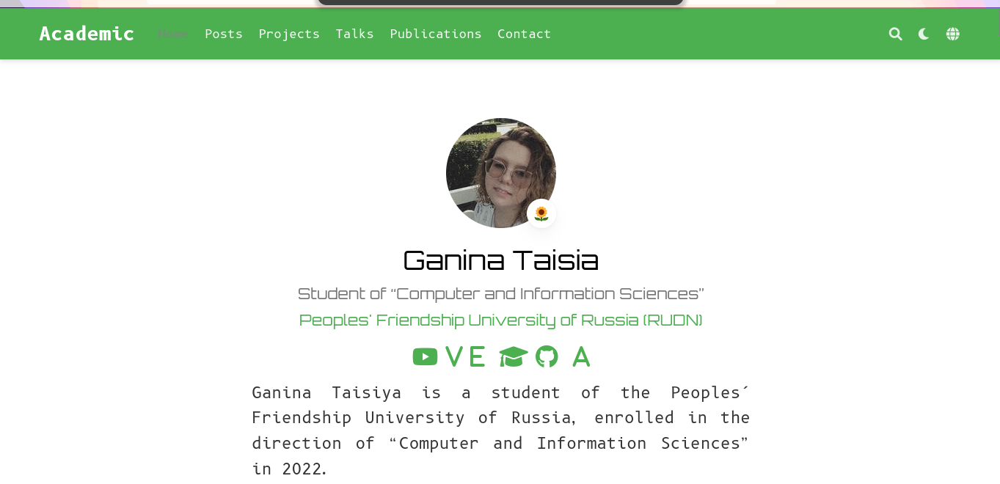 Academic Home Posts Projects Talks Publications Contact
Ganina Taisia
Student of “Computer and Information Sciences”
Peoples' Friendship University of Russia (RUDN)
V E A
Ganina Taisiya is a student of the Peoples´
Friendship University of Russia, enrolled in the
direction of “Computer and Information Sciences”
in 2022.